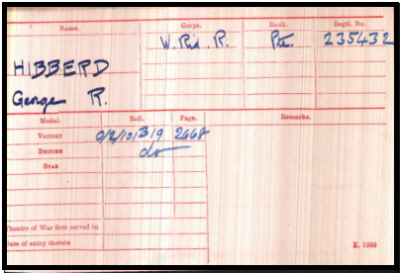 Name. Corps. Rank. Regtl. No.
W. Rid. R. Pte. 235432
HIBBERD
George R.
Medal. Roll. Page. Remarks.
Victory O/2/101B19 2668
British do
Star
Theatre of War first served in
Date of entry therein
K. 1380